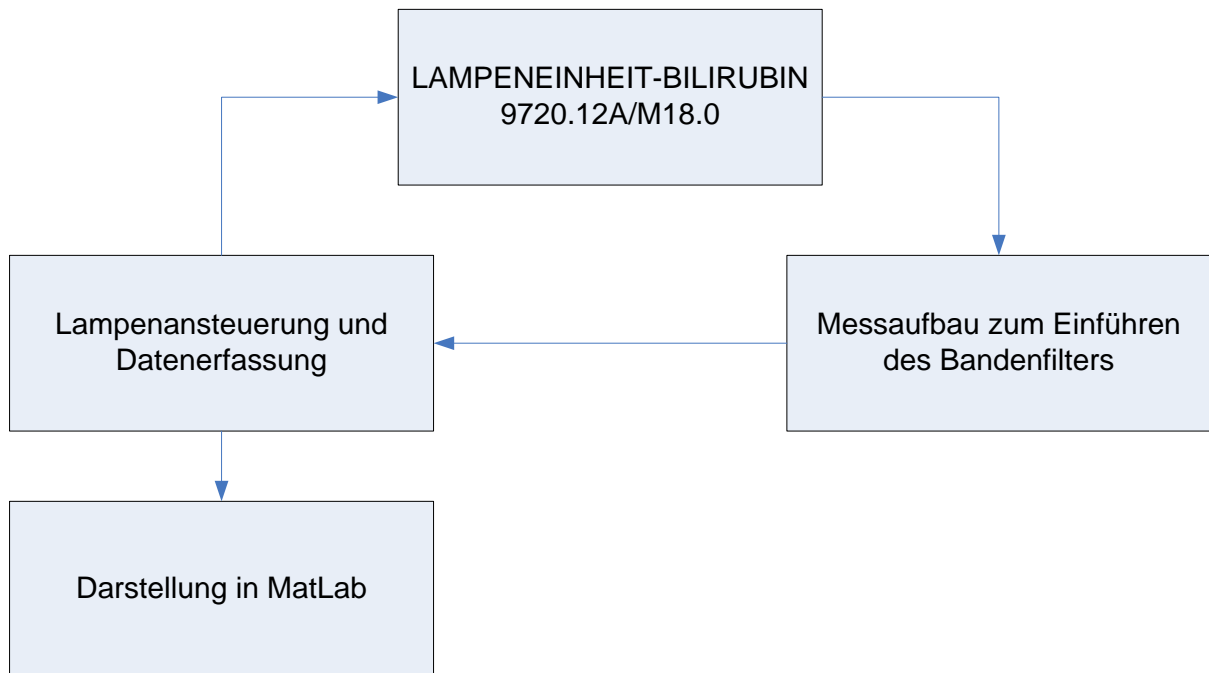 LAMPENEINHEIT-BILIRUBIN
9720.12A/M18.0
Lampenansteuerung und
Datenerfassung
Messaufbau zum Einführen
des Bandenfilters
Darstellung in MatLab